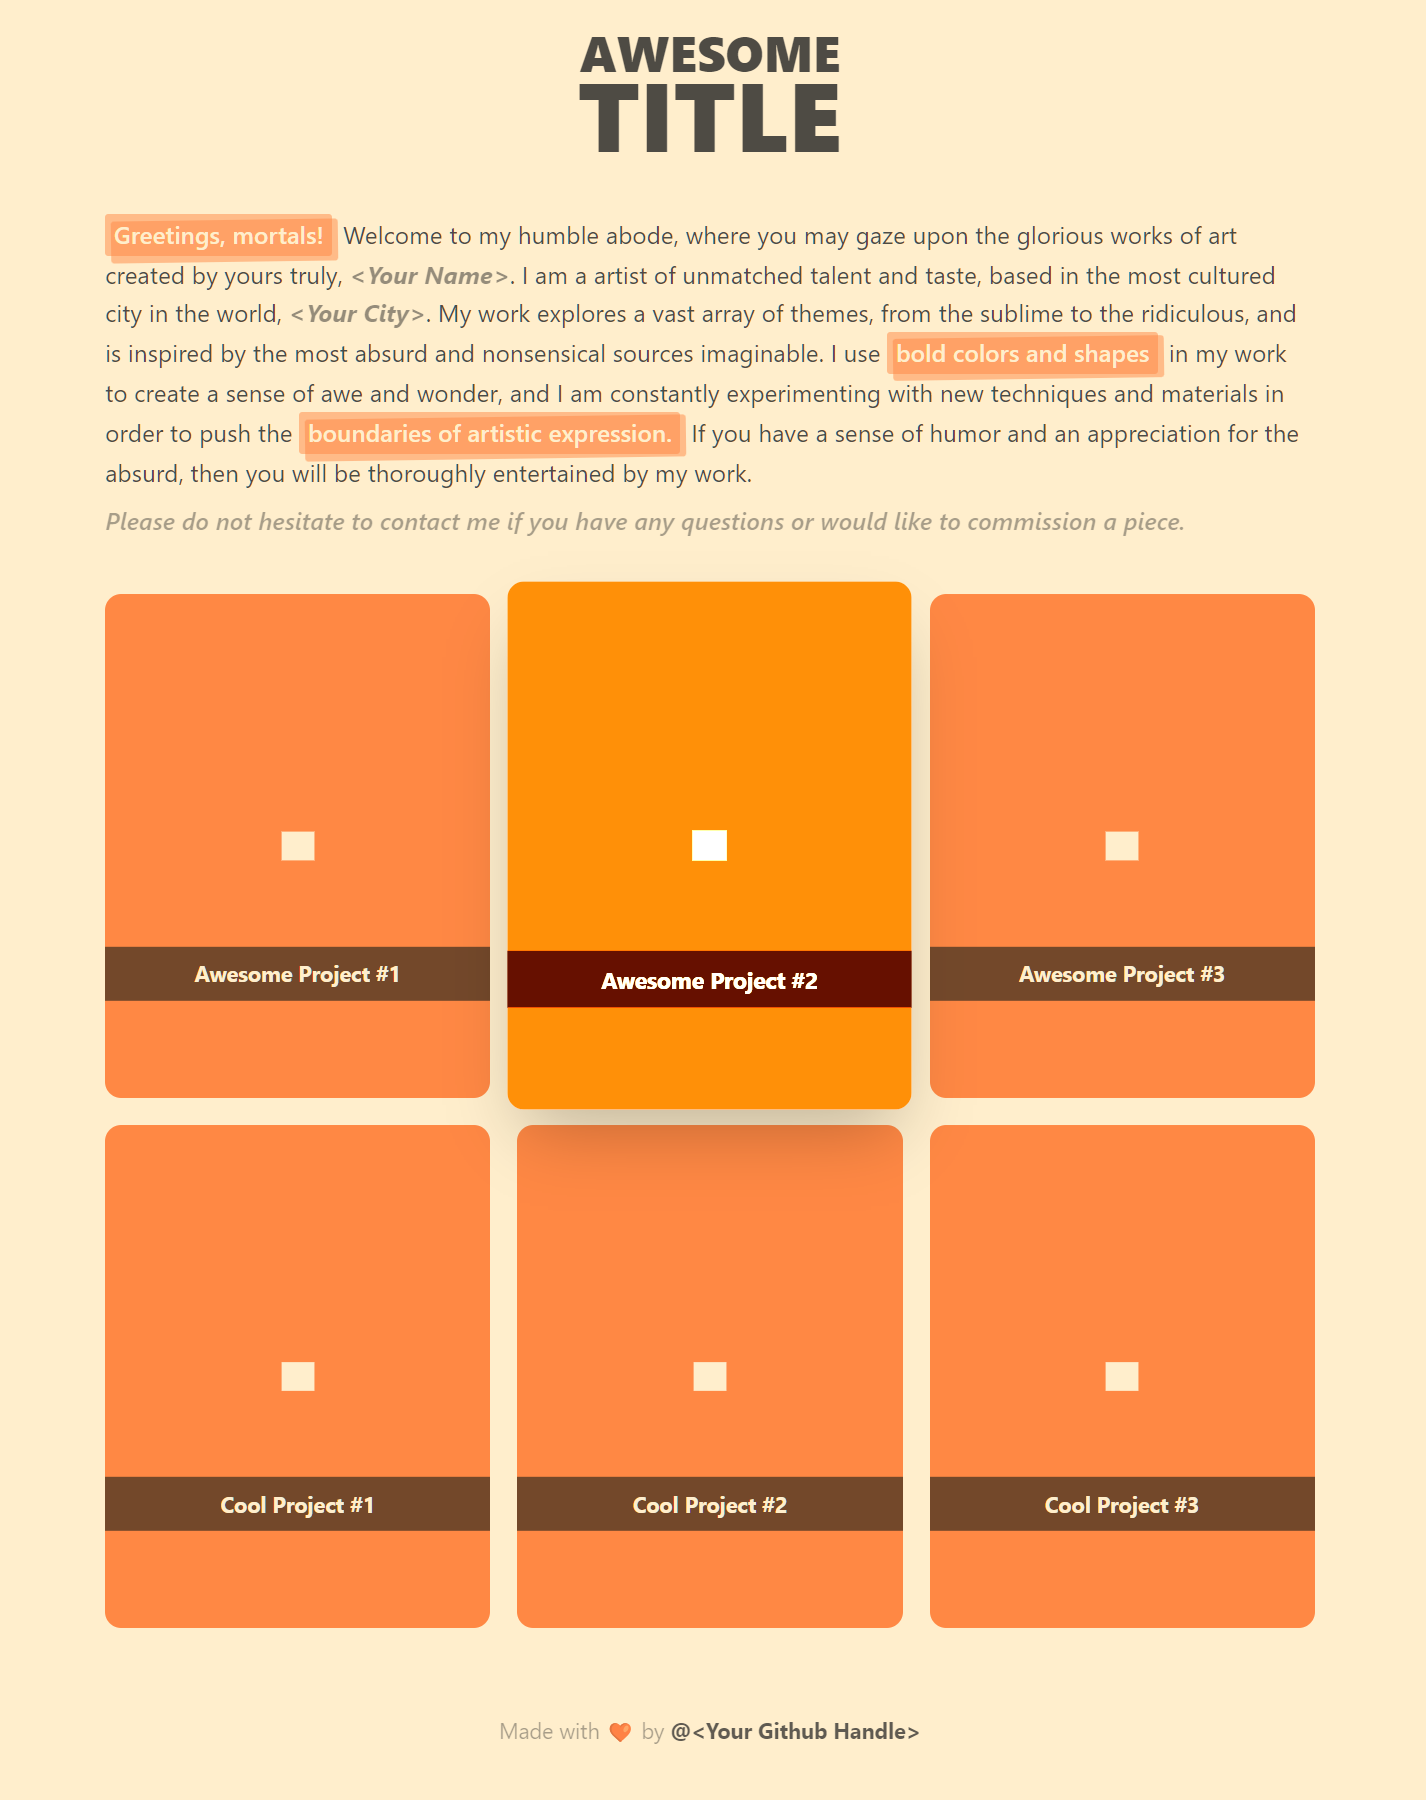 AWESOME
TITLE
Greetings, mortals! Welcome to my humble abode, where you may gaze upon the glorious works of art
created by yours truly, <Your Name>. I am a artist of unmatched talent and taste, based in the most cultured
city in the world, <Your City>. My work explores a vast array of themes, from the sublime to the ridiculous, and
is inspired by the most absurd and nonsensical sources imaginable. I use bold colors and shapes in my work
to create a sense of awe and wonder, and I am constantly experimenting with new techniques and materials in
order to push the boundaries of artistic expression. If you have a sense of humor and an appreciation for the
absurd, then you will be thoroughly entertained by my work.
Please do not hesitate to contact me if you have any questions or would like to commission a piece.
Awesome Project #1
Awesome Project #2
Awesome Project #3
Cool Project #1
Cool Project #2
Cool Project #3
Made with 🧡 by @<Your Github Handle>